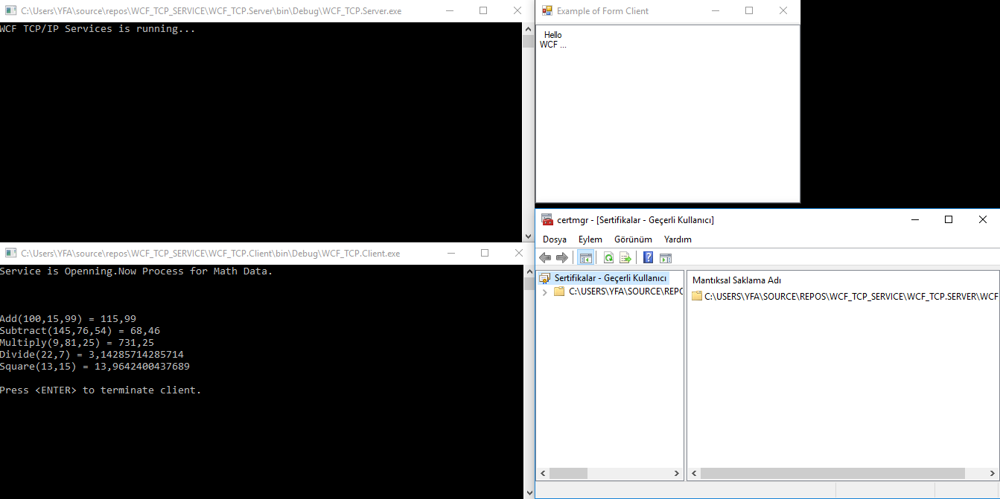 C:\Users\YFA\source\repos\WCF_TCP_SERVICE\WCF_TCP.Server\bin\Debug\WCF_TCP.Server.exe
WCF TCP/IP Services is running...
Example of Form Client
Hello
WCF ...
C:\Users\YFA\source\repos\WCF_TCP_SERVICE\WCF_TCP.Client\bin\Debug\WCF_TCP.Client.exe
Service is Openning.Now Process for Math Data.
Add(100,15,99) = 115,99
Subtract(145,76,54) = 68,46
Multiply(9,81,25) = 731,25
Divide(22,7) = 3,14285714285714
Square(13,15) = 13,9642400437689
Press <ENTER> to terminate client.
certmgr - [Sertifikalar - Geçerli Kullanıcı]
Dosya Eylem Görünüm Yardım
Sertifikalar - Geçerli Kullanıcı
C:\USERS\YFA\SOURCE\REPO
Mantıksal Saklama Adı
C:\USERS\YFA\SOURCE\REPOS\WCF_TCP_SERVICE\WCF_TCP.SERVER\WCF